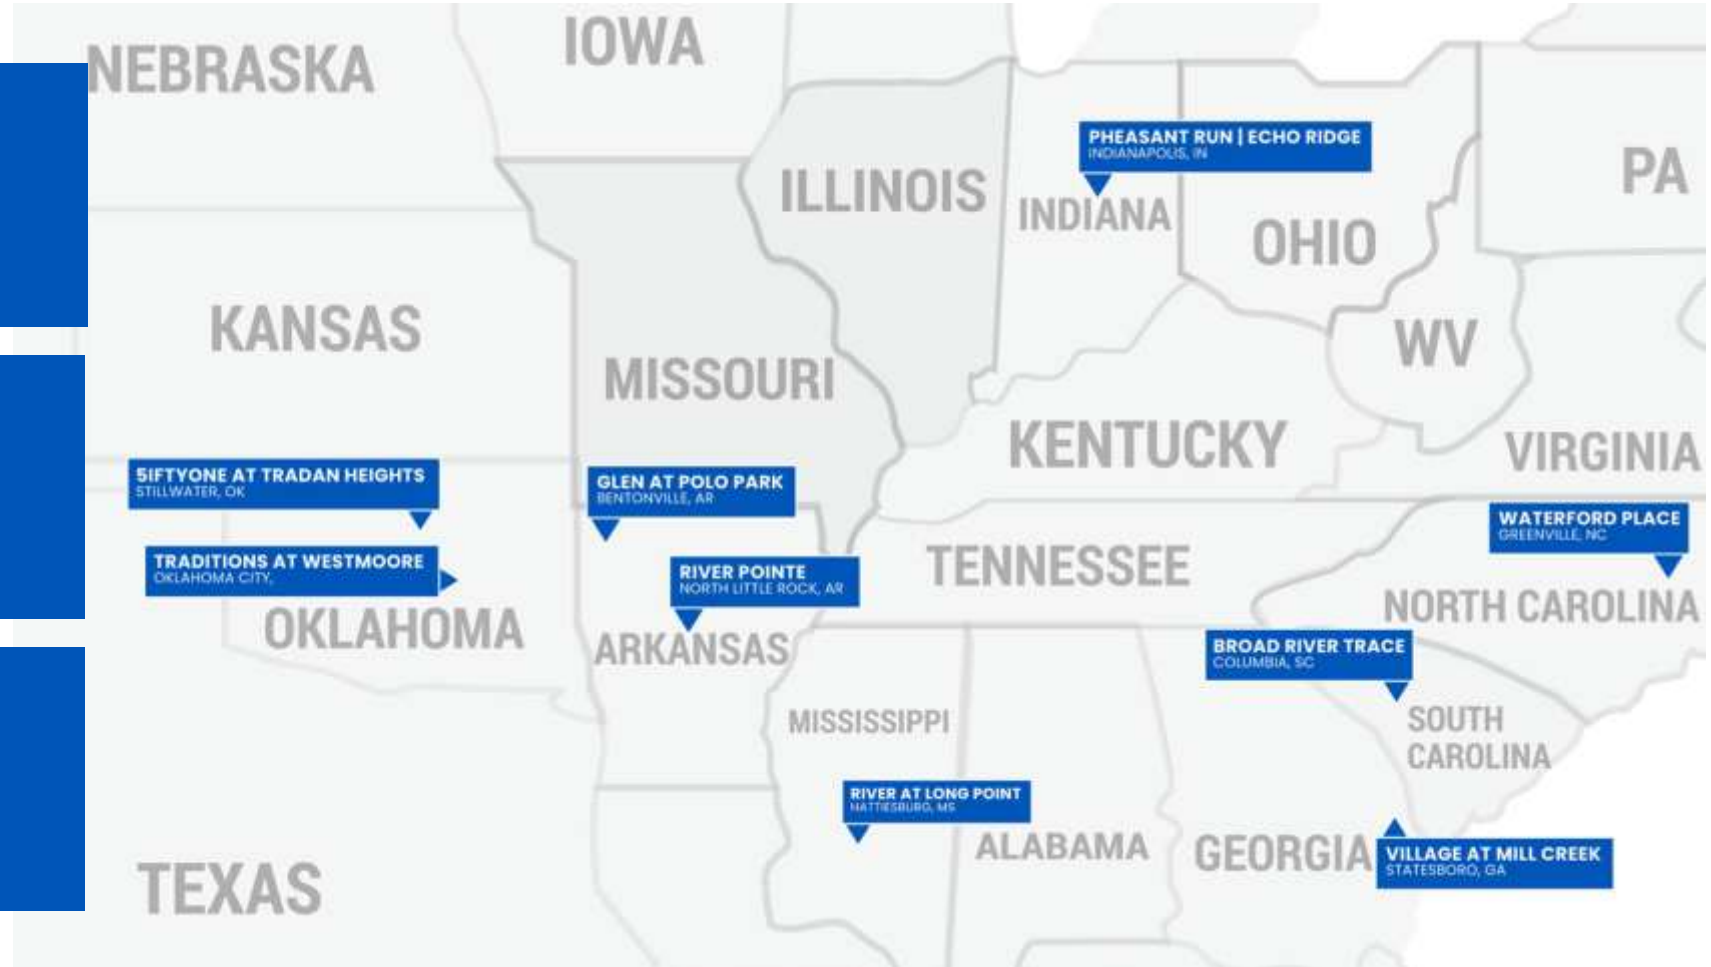 IOWA
NEBRASKA
PHEASANT RUN | ECHO RIDGE
INDIANAPOLIS, IN
PA
ILLINOIS
INDIANA
OHIO
KANSAS
WV
MISSOURI
KENTUCKY
VIRGINIA
5IFTYONE AT TRADAN HEIGHTS
STILLWATER, OK
GLEN AT POLO PARK
BENTONVILLE, AR
WATERFORD PLACE
GREENVILLE, NC
TRADITIONS AT WESTMOORE
OKLAHOMA CITY,
RIVER POINTE
NORTH LITTLE ROCK, AR
TENNESSEE
NORTH CAROLINA
OKLAHOMA
ARKANSAS
BROAD RIVER TRACE
COLUMBIA, SC
MISSISSIPPI
SOUTH
CAROLINA
RIVER AT LONG POINT
HATTIESBURG, MS
ALABAMA
GEORGIA
VILLAGE AT MILL CREEK
STATESBORO, GA
TEXAS